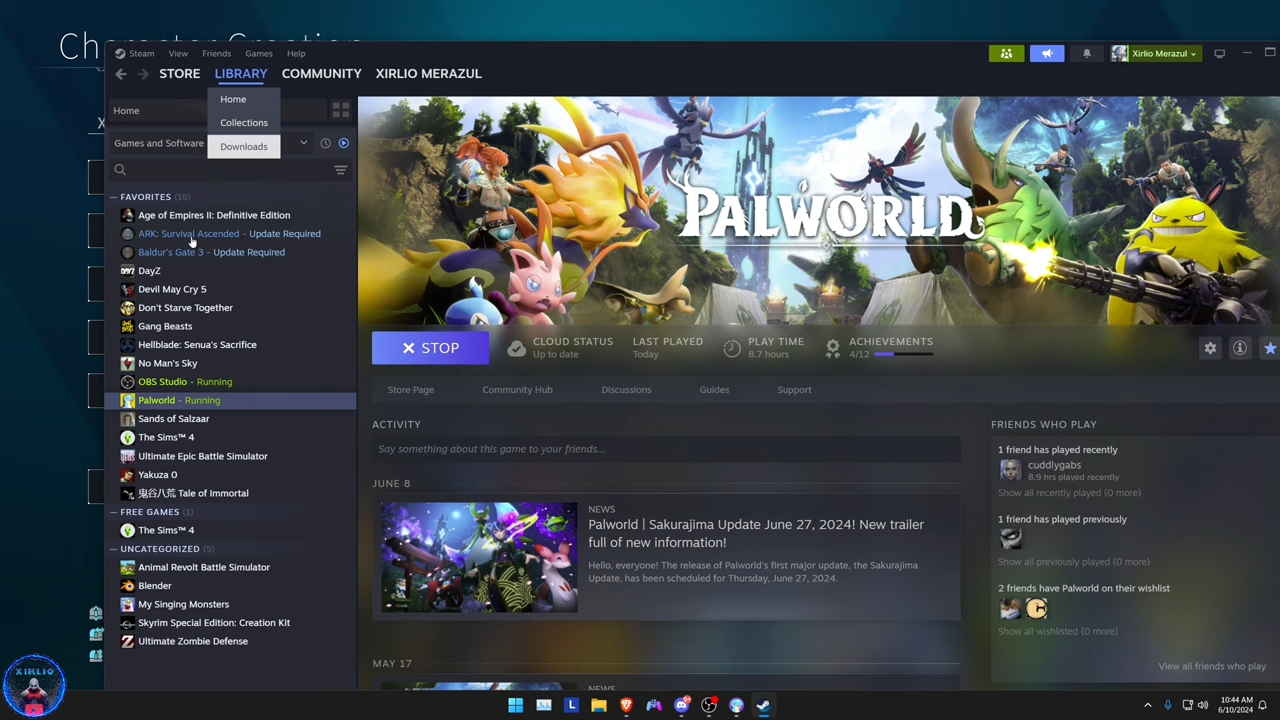 Character Creation
Steam View Friends Games Help
Xirlio Merazul
STORE LIBRARY COMMUNITY XIRLIO MERAZUL
Home
Home
Collections
Downloads
Games and Software
FAVORITES (16)
Age of Empires II: Definitive Edition
ARK: Survival Ascended - Update Required
Baldur's Gate 3 - Update Required
DayZ
Devil May Cry 5
Don't Starve Together
Gang Beasts
Hellblade: Senua's Sacrifice
No Man's Sky
OBS Studio - Running
Palworld - Running
Sands of Salzaar
The Sims™ 4
Ultimate Epic Battle Simulator
Yakuza 0
鬼谷八荒 Tale of Immortal
FREE GAMES (1)
The Sims™ 4
UNCATEGORIZED (5)
Animal Revolt Battle Simulator
Blender
My Singing Monsters
Skyrim Special Edition: Creation Kit
Ultimate Zombie Defense
PALWORLD
STOP
CLOUD STATUS
Up to date
LAST PLAYED
Today
PLAY TIME
8.7 hours
ACHIEVEMENTS
4/12
Store Page Community Hub Discussions Guides Support
ACTIVITY
Say something about this game to your friends...
JUNE 8
NEWS
Palworld | Sakurajima Update June 27, 2024! New trailer
full of new information!
Hello, everyone! The release of Palworld's first major update, the Sakurajima
Update, has been scheduled for Thursday, June 27, 2024.
MAY 17
NEWS
FRIENDS WHO PLAY
1 friend has played recently
cuddlygabs
8.9 hrs played recently
Show all recently played (0 more)
1 friend has played previously
Show all previously played (0 more)
2 friends have Palworld on their wishlist
Show all wishlisted (0 more)
View all friends who play
XIRLIO
10:44 AM
6/10/2024